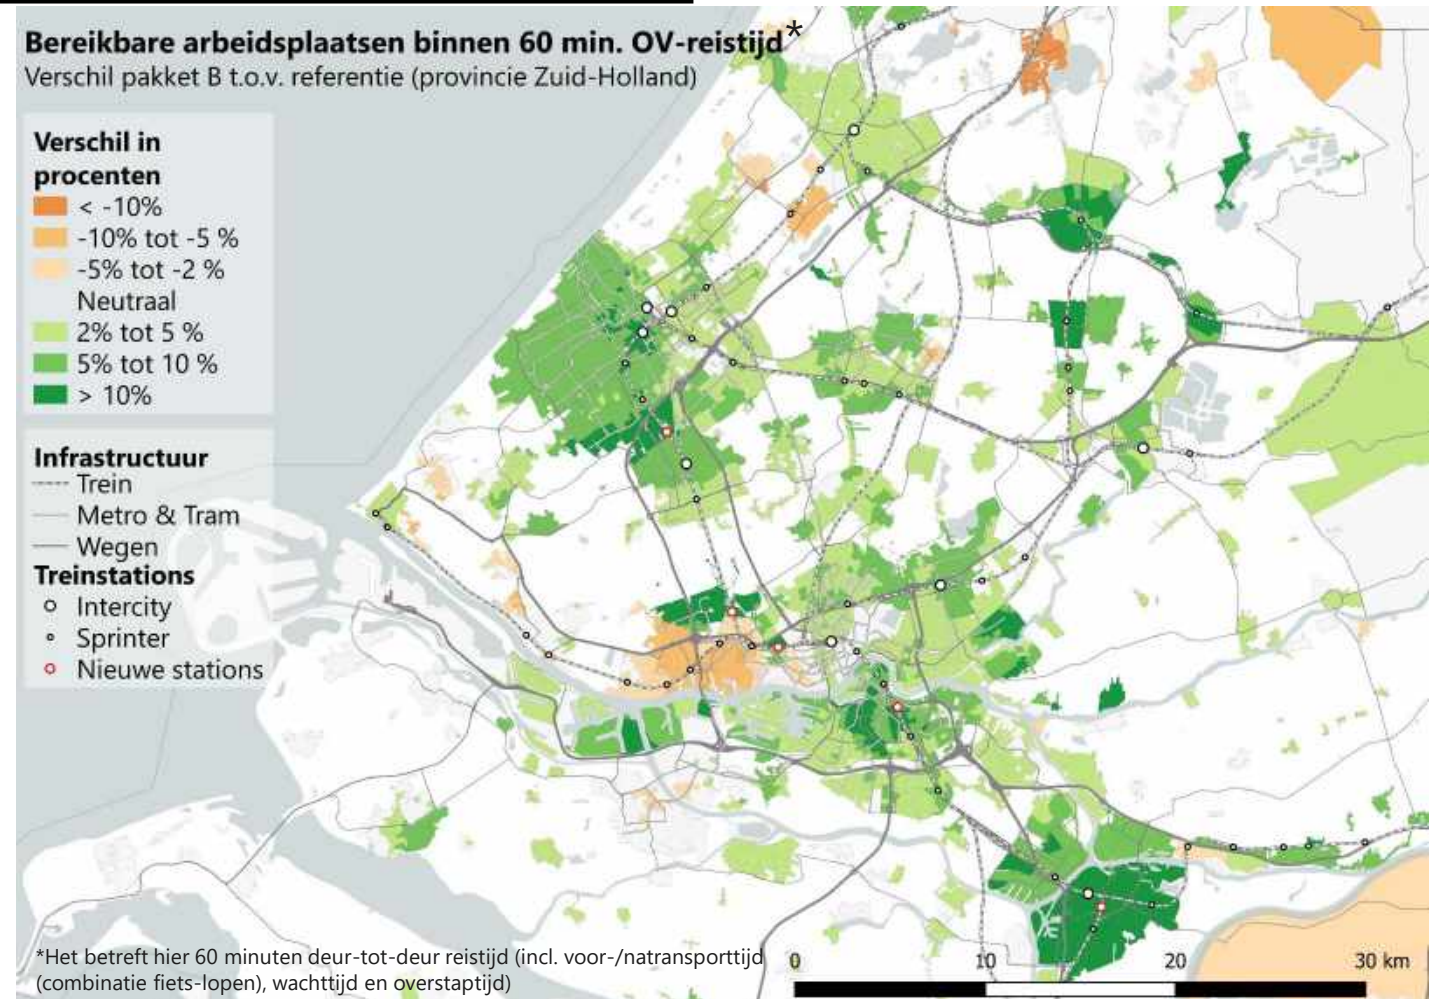 Bereikbare arbeidsplaatsen binnen 60 min. OV-reistijd*
Verschil pakket B t.o.v. referentie (provincie Zuid-Holland)
Verschil in
procenten
< -10%
-10% tot -5 %
-5% tot -2 %
Neutraal
2% tot 5 %
5% tot 10 %
> 10%
Infrastructuur
Trein
Metro & Tram
Wegen
Treinstations
Intercity
Sprinter
Nieuwe stations
*Het betreft hier 60 minuten deur-tot-deur reistijd (incl. voor-/natransporttijd
(combinatie fiets-lopen), wachttijd en overstaptijd)
0 10 20 30 km